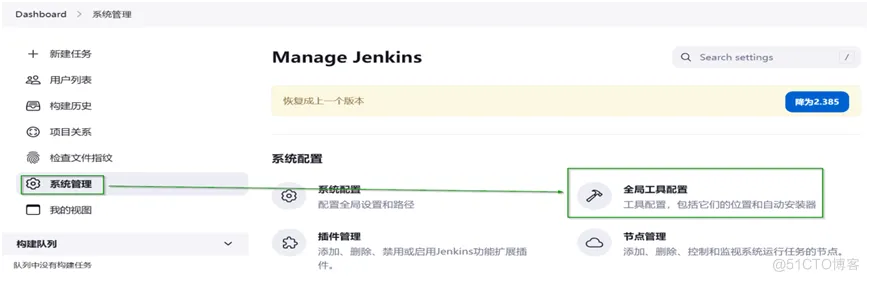 Dashboard > 系统管理
新建任务
用户列表
构建历史
项目关系
检查文件指纹
系统管理
我的视图
构建队列
队列中没有构建任务
Manage Jenkins
Search settings /
恢复成上一个版本
降为2.385
系统配置
系统配置
配置全局设置和路径
全局工具配置
工具配置，包括它们的位置和自动安装器
插件管理
添加、删除、禁用或启用Jenkins功能扩展插
件。
节点管理
添加、删除、控制和监视系统运行任务的节点。
@51CTO博客